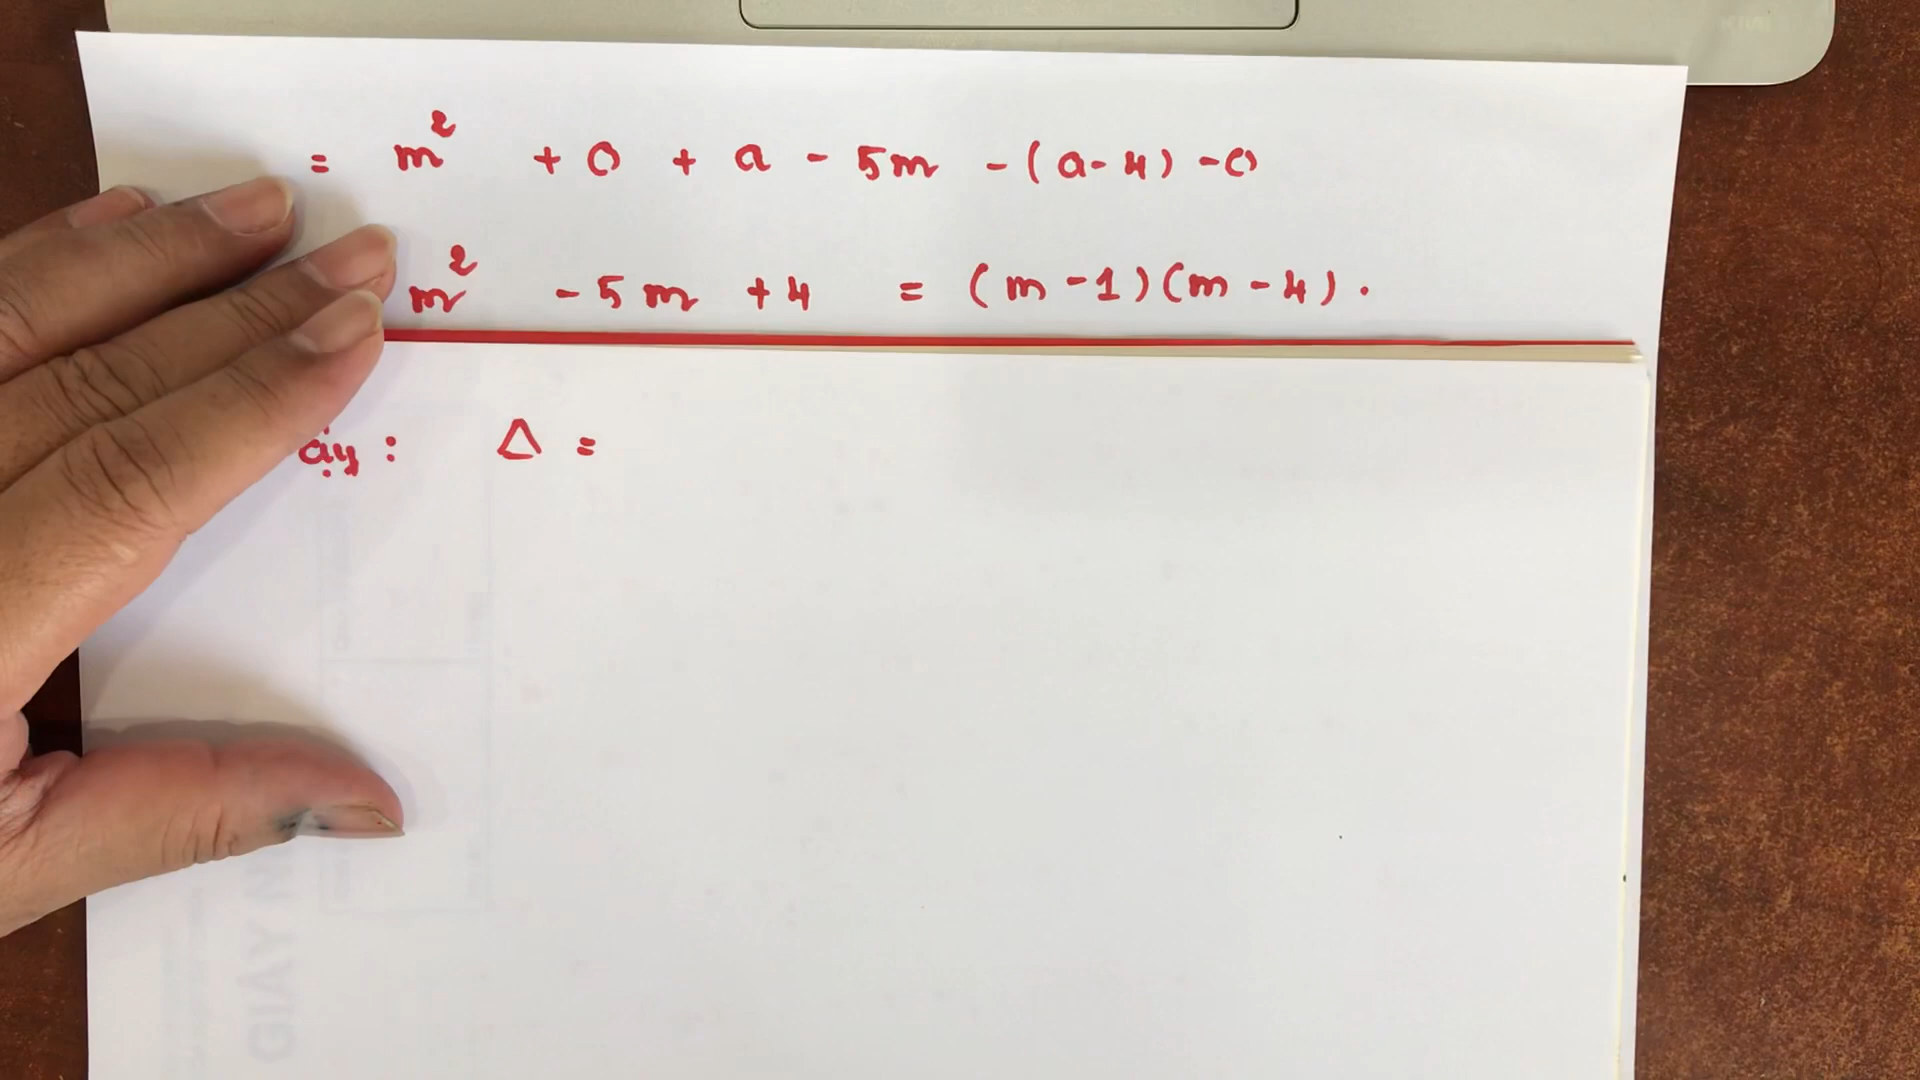 = m² + 0 + a - 5m - (a - 4) - 0
m² - 5m + 4 = (m - 1)(m - 4).
ậy : Δ =